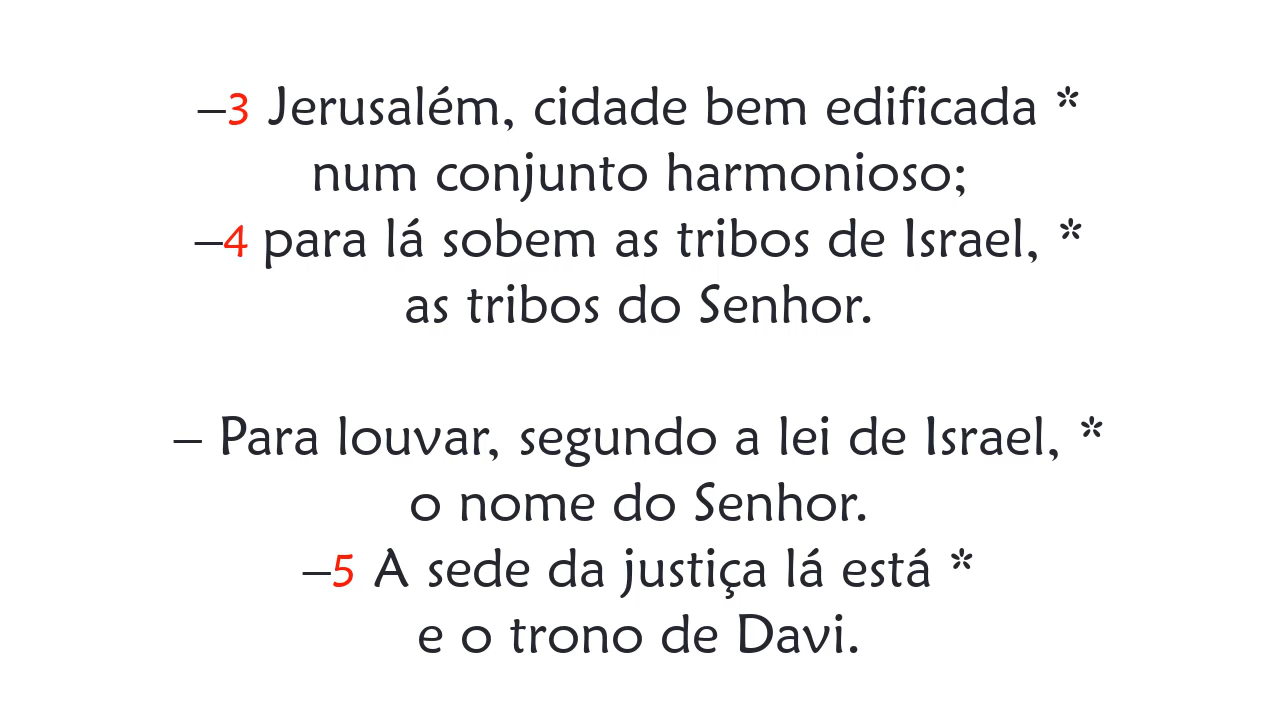 –3 Jerusalém, cidade bem edificada *
num conjunto harmonioso;
–4 para lá sobem as tribos de Israel, *
as tribos do Senhor.
– Para louvar, segundo a lei de Israel, *
o nome do Senhor.
–5 A sede da justiça lá está *
e o trono de Davi.